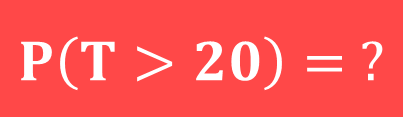 P(T > 20) = ?